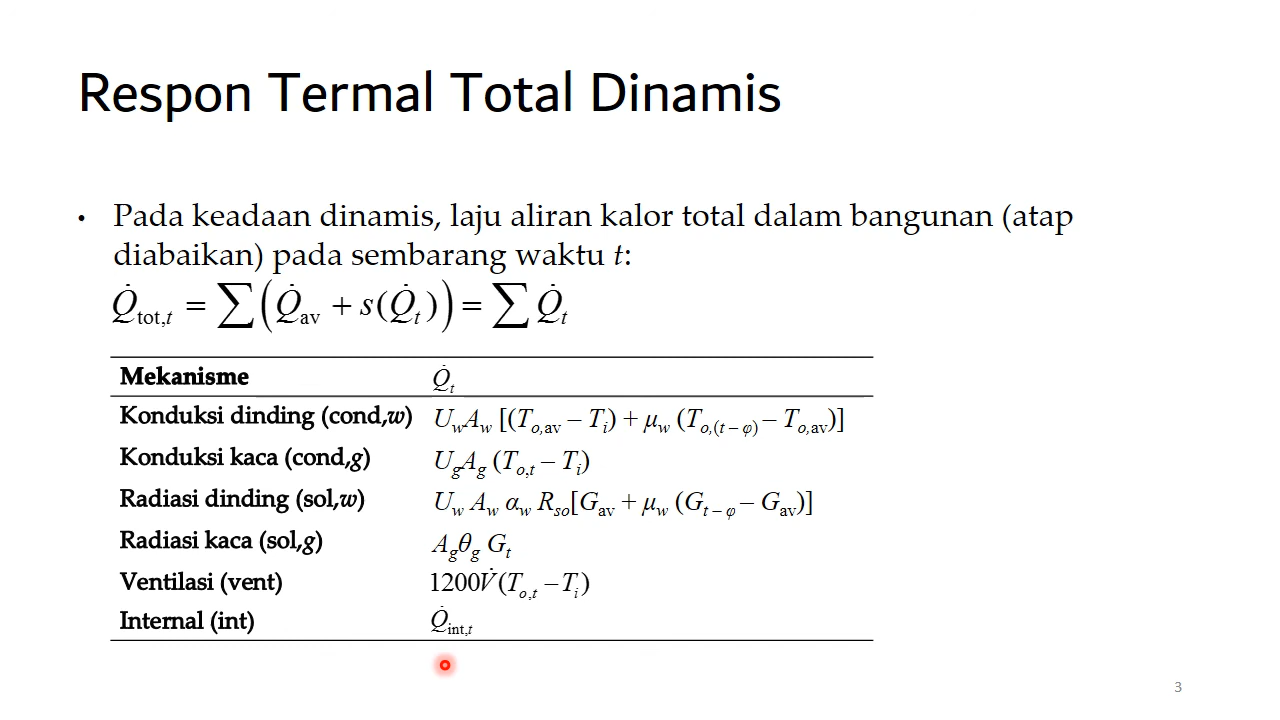 Respon Termal Total Dinamis
• Pada keadaan dinamis, laju aliran kalor total dalam bangunan (atap
diabaikan) pada sembarang waktu t:
Q̇tot,t = ∑(Q̇av + s(Q̇t)) = ∑Q̇t
Mekanisme Q̇t
Konduksi dinding (cond,w) UwAw [(To,av − Ti) + μw (To,(t − φ) − To,av)]
Konduksi kaca (cond,g) UgAg (To,t − Ti)
Radiasi dinding (sol,w) Uw Aw αw Rso[Gav + μw (Gt − φ − Gav)]
Radiasi kaca (sol,g) Agθg Gt
Ventilasi (vent) 1200V̇(To,t − Ti)
Internal (int) Q̇int,t
3